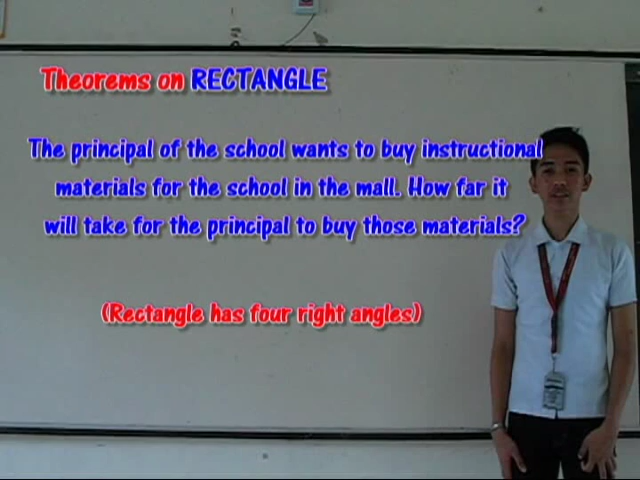 Theorems on RECTANGLE
The principal of the school wants to buy instructional
materials for the school in the mall. How far it
will take for the principal to buy those materials?
(Rectangle has four right angles)